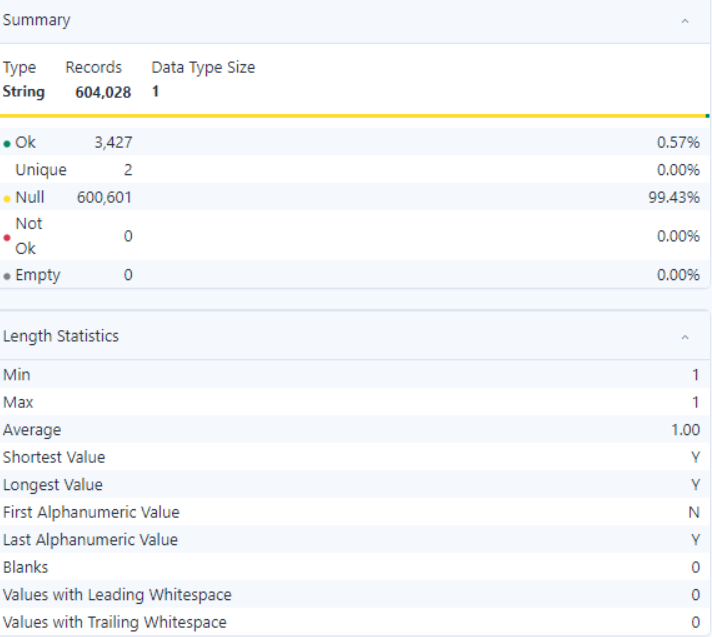 Summary
Type Records Data Type Size
String 604,028 1
Ok 3,427 0.57%
Unique 2 0.00%
Null 600,601 99.43%
Not
Ok 0 0.00%
Empty 0 0.00%
Length Statistics
Min 1
Max 1
Average 1.00
Shortest Value Y
Longest Value Y
First Alphanumeric Value N
Last Alphanumeric Value Y
Blanks 0
Values with Leading Whitespace 0
Values with Trailing Whitespace 0